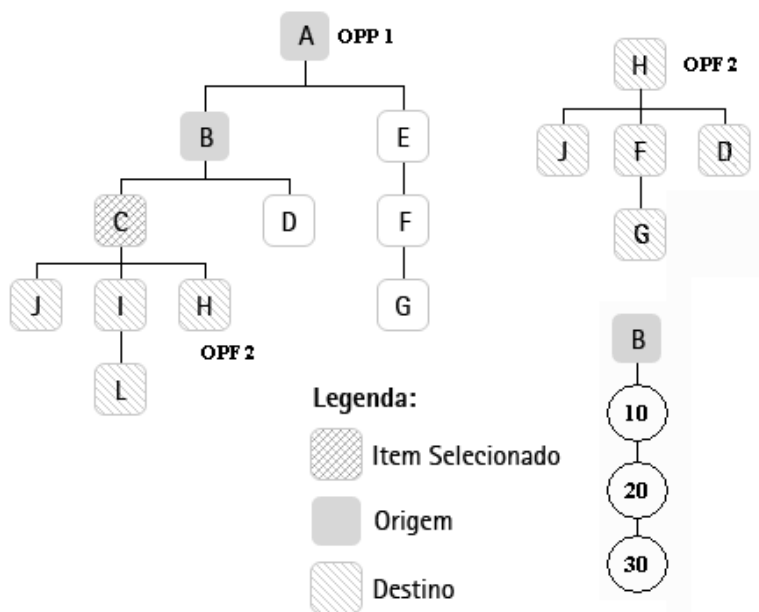 A OPP 1
B E
C D F
J I H G
OPF 2
L
H OPF 2
J F D
G
B
10
20
30
Legenda:
Item Selecionado
Origem
Destino